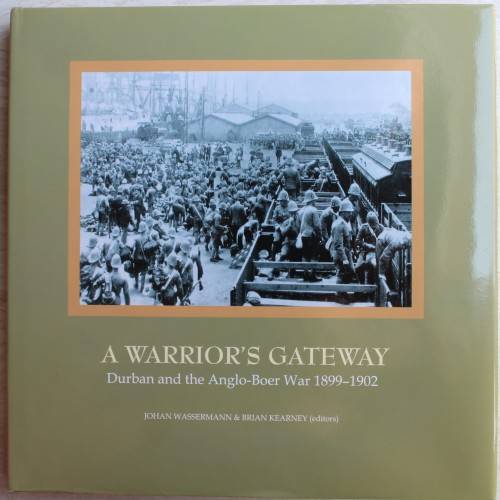 A WARRIOR'S GATEWAY
Durban and the Anglo-Boer War 1899–1902
JOHAN WASSERMANN & BRIAN KEARNEY (editors)